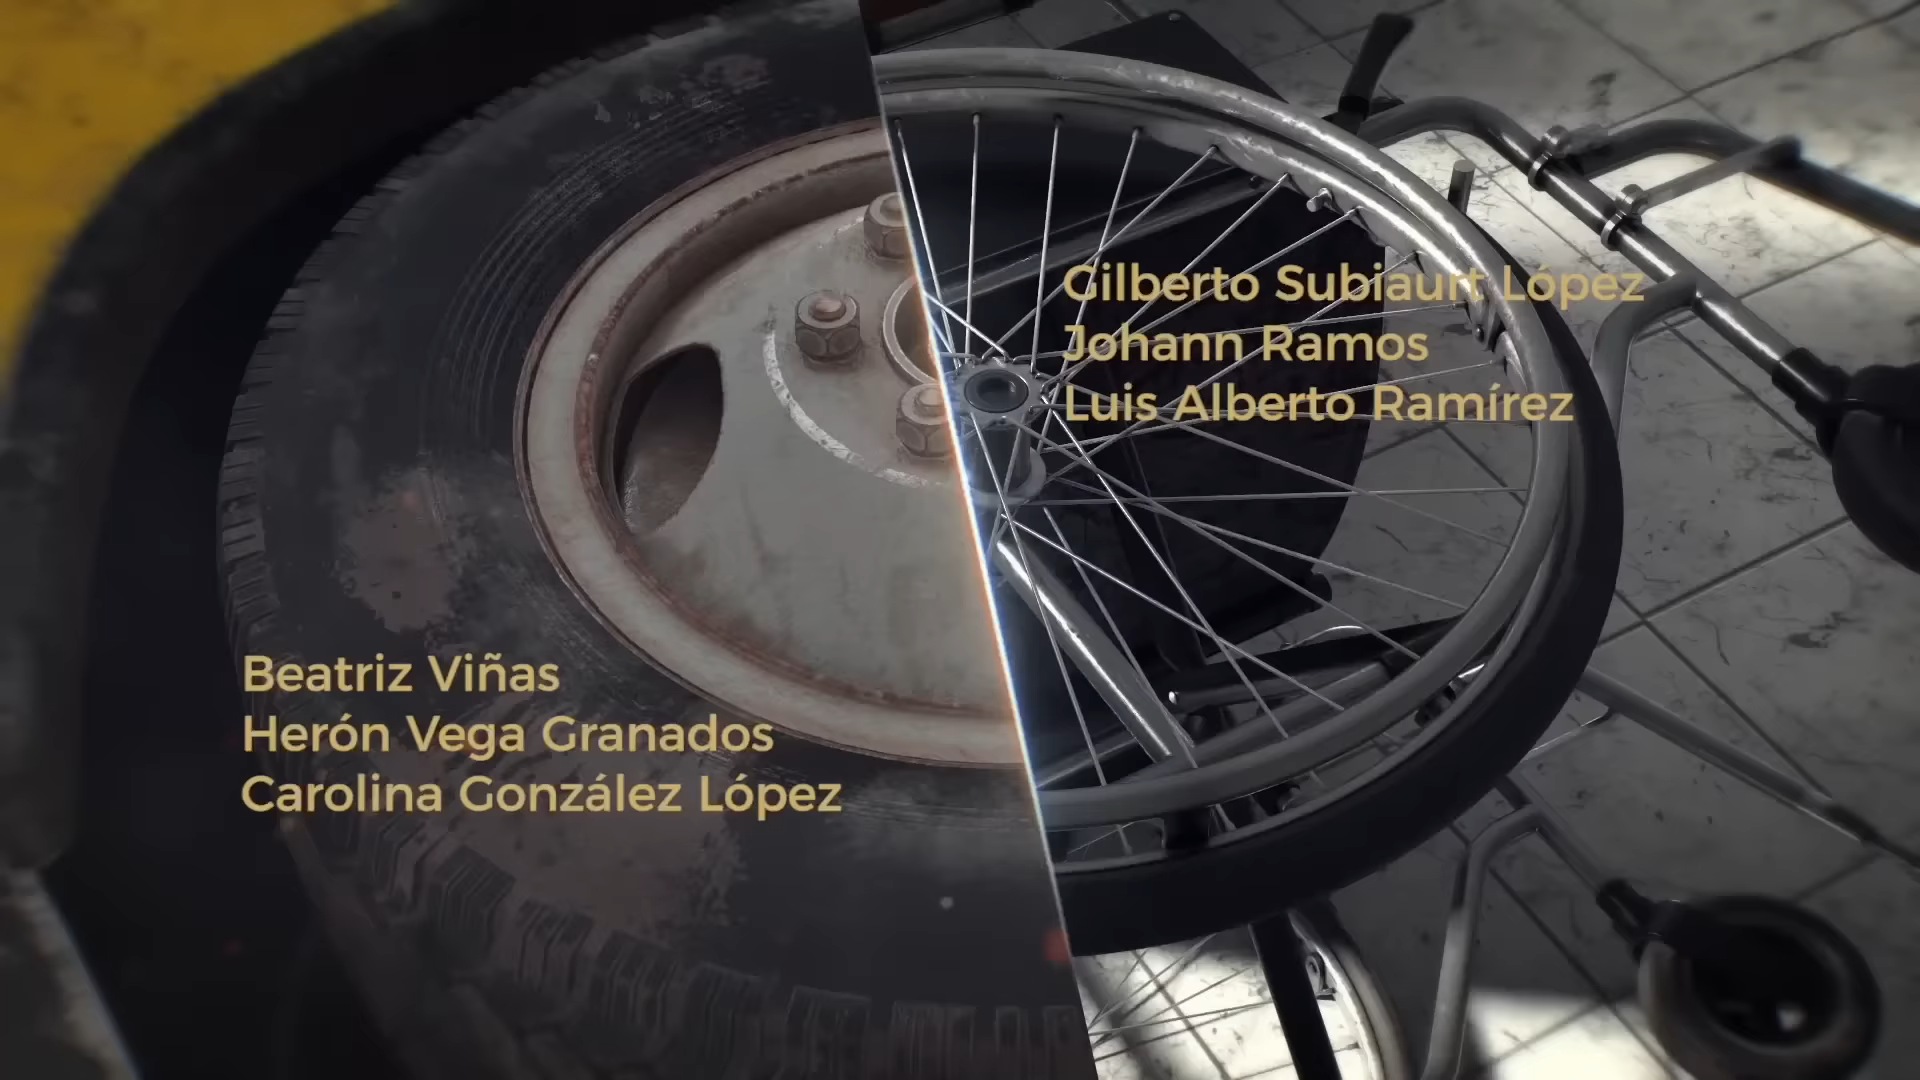 Gilberto Subiaurt López
Johann Ramos
Luis Alberto Ramírez
Beatriz Viñas
Herón Vega Granados
Carolina González López